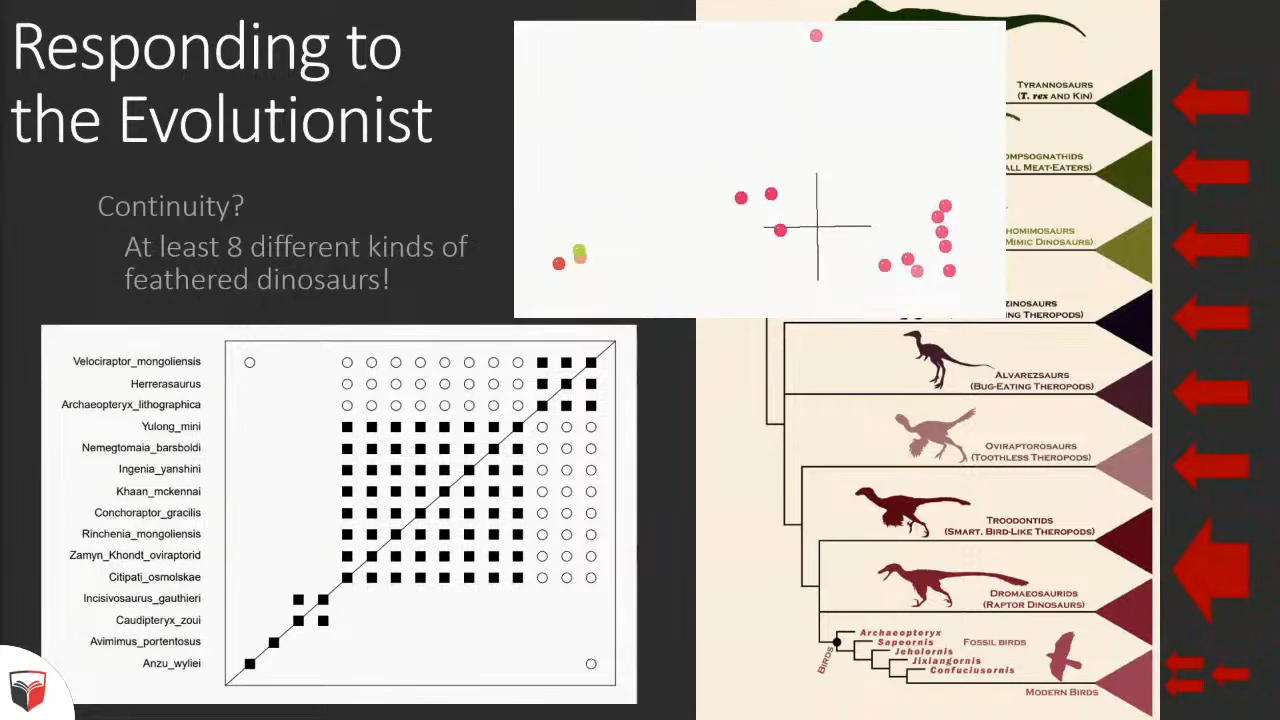 Responding to
the Evolutionist
Continuity?
At least 8 different kinds of
feathered dinosaurs!
Velociraptor_mongoliensis
Herrerasaurus
Archaeopteryx_lithographica
Yulong_mini
Nemegtomaia_barsboldi
Ingenia_yanshini
Khaan_mckennai
Conchoraptor_gracilis
Rinchenia_mongoliensis
Zamyn_Khondt_oviraptorid
Citipati_osmolskae
Incisivosaurus_gauthieri
Caudipteryx_zoui
Avimimus_portentosus
Anzu_wyliei
TYRANNOSAURS
(T. rex AND KIN)
OMPSOGNATHIDS
ALL MEAT-EATERS)
HOMIMOSAURS
MIMIC DINOSAURS)
ZINOSAURS
NG THEROPODS)
ALVAREZSAURS
(BUG-EATING THEROPODS)
OVIRAPTOROSAURS
(TOOTHLESS THEROPODS)
TROODONTIDS
(SMART, BIRD-LIKE THEROPODS)
DROMAEOSAURIDS
(RAPTOR DINOSAURS)
BIRDS
Archaeopteryx
Sapeornis
Jeholornis
Jixiangornis
Confuciusornis
FOSSIL BIRDS
MODERN BIRDS